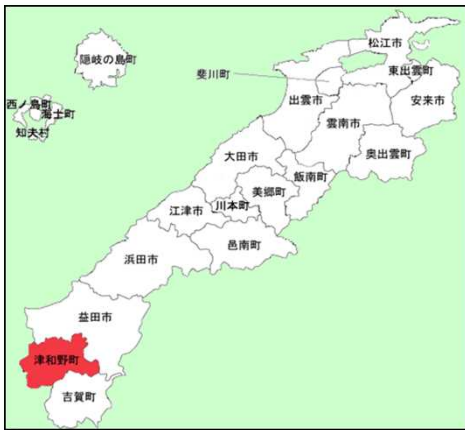 隠岐の島町
西ノ島町
海士町
知夫村
松江市
東出雲町
斐川町
安来市
出雲市
雲南市
奥出雲町
大田市
飯南町
美郷町
川本町
江津市
邑南町
浜田市
益田市
津和野町
吉賀町